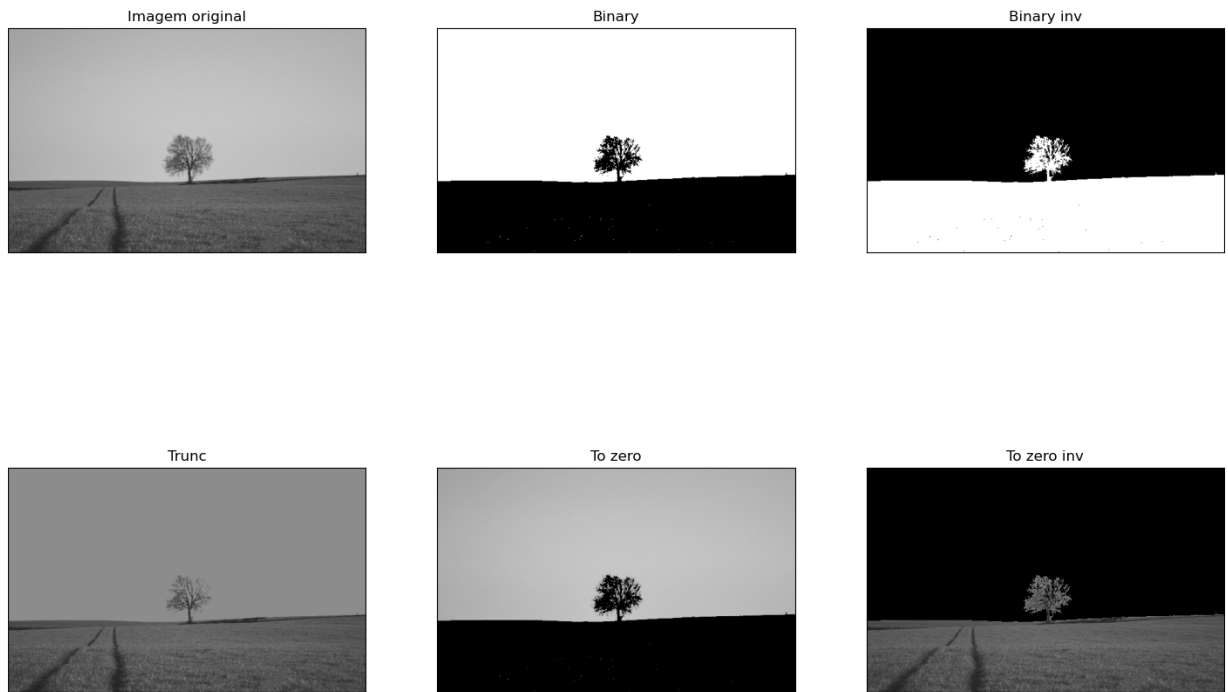 Imagem original
Binary
Binary inv
Trunc
To zero
To zero inv